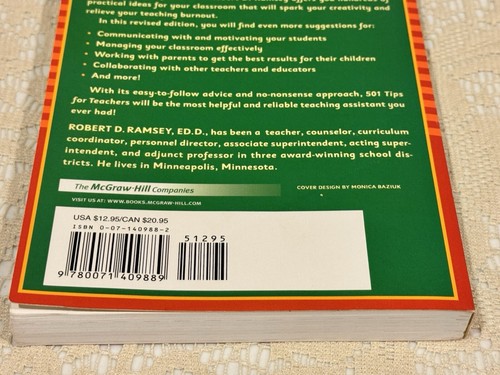 practical ideas for your classroom that will spark your creativity and
relieve your teaching burnout.
In this revised edition, you will find even more suggestions for:
• Communicating with and motivating your students
• Managing your classroom effectively
• Working with parents to get the best results for their children
• Collaborating with other teachers and educators
• And more!
With its easy-to-follow advice and no-nonsense approach, 501 Tips
for Teachers will be the most helpful and reliable teaching assistant you
ever had!
ROBERT D. RAMSEY, ED.D., has been a teacher, counselor, curriculum
coordinator, personnel director, associate superintendent, acting super-
intendent, and adjunct professor in three award-winning school dis-
tricts. He lives in Minneapolis, Minnesota.
The McGraw-Hill Companies
COVER DESIGN BY MONICA BAZIUK
VISIT US AT: WWW.BOOKS.MCGRAW-HILL.COM
USA $12.95/CAN $20.95
ISBN 0-07-140988-2
51295
9 780071 409889